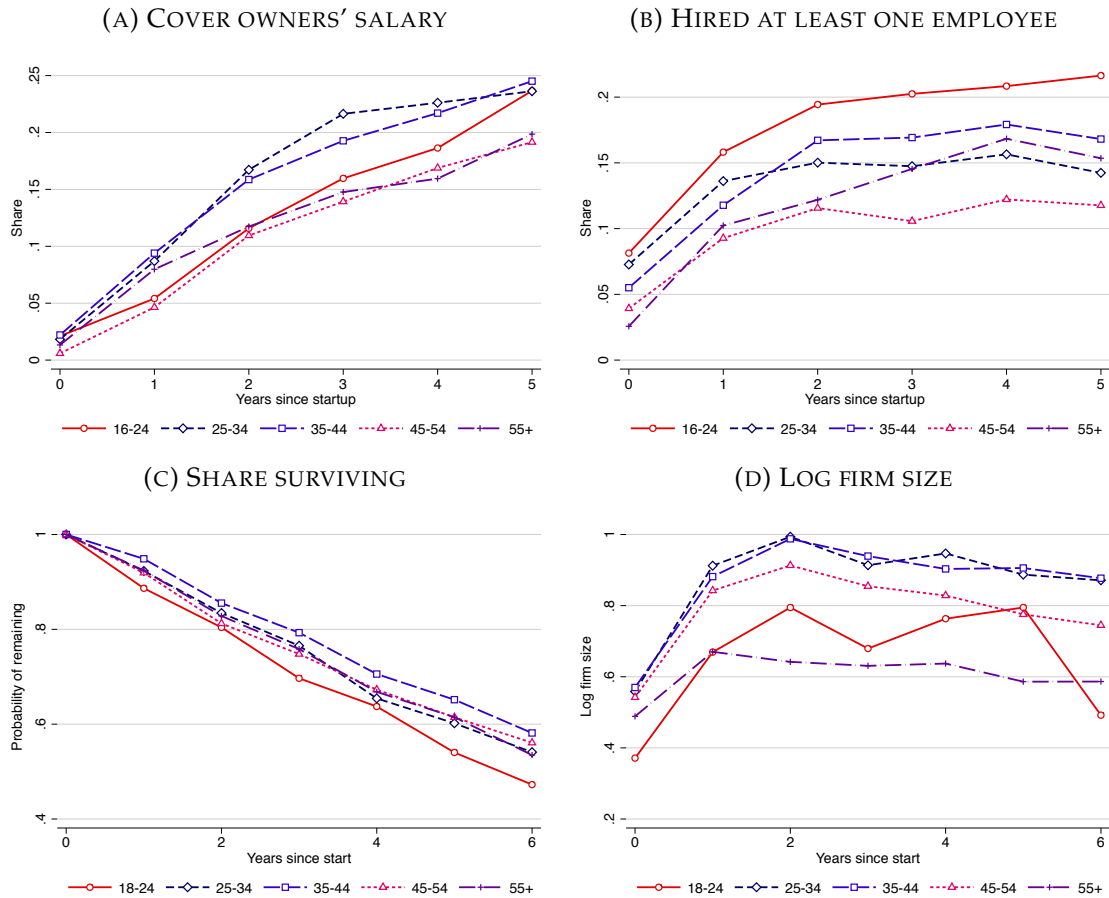 (A) COVER OWNERS' SALARY
(B) HIRED AT LEAST ONE EMPLOYEE
Share
.25
.2
.15
.1
.05
0
0 1 2 3 4 5
Years since startup
16-24 25-34 35-44 45-54 55+
Share
.2
.15
.1
.05
0
0 1 2 3 4 5
Years since startup
16-24 25-34 35-44 45-54 55+
(C) SHARE SURVIVING
(D) LOG FIRM SIZE
Probability of remaining
1
.8
.6
.4
0 2 4 6
Years since start
18-24 25-34 35-44 45-54 55+
Log firm size
1
.8
.6
.4
.2
0 2 4 6
Years since start
18-24 25-34 35-44 45-54 55+